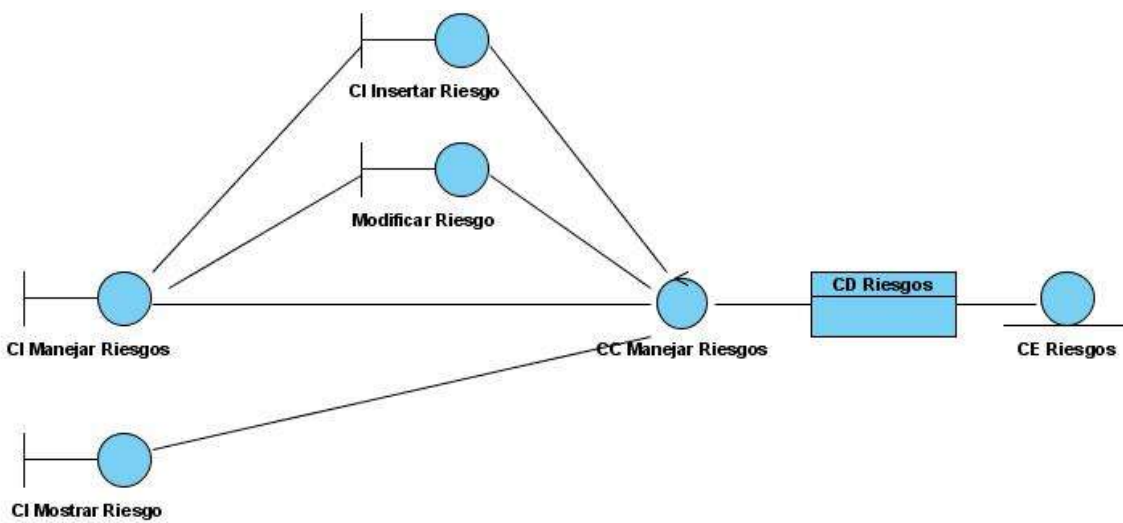 CI Insertar Riesgo
Modificar Riesgo
CD Riesgos
CI Manejar Riesgos
CC Manejar Riesgos
CE Riesgos
CI Mostrar Riesgo